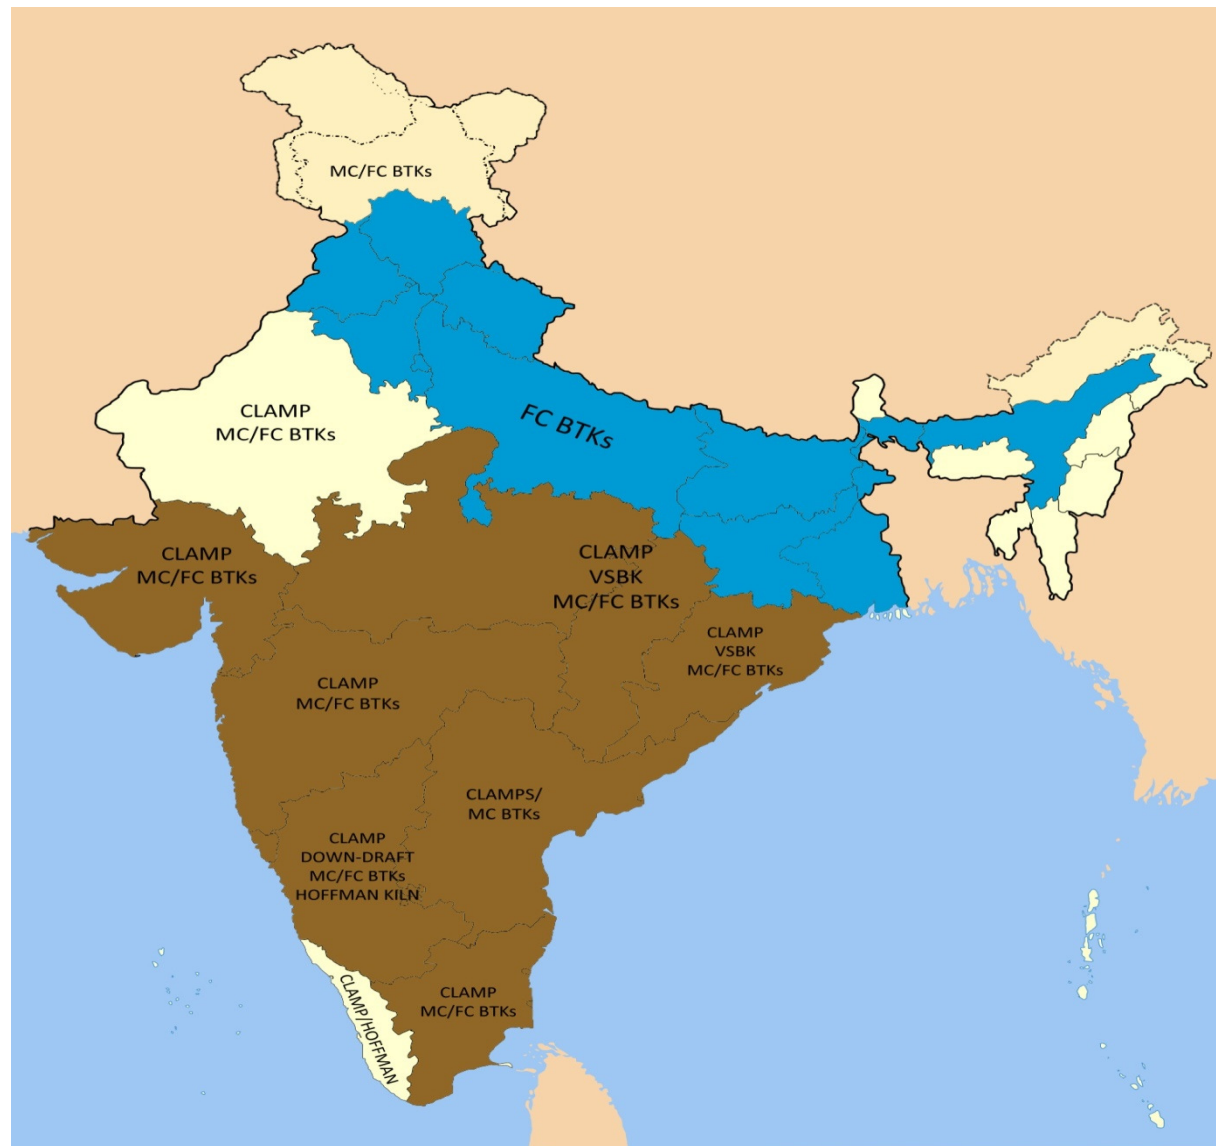 MC/FC BTKs
CLAMP
MC/FC BTKs
FC BTKs
CLAMP
MC/FC BTKs
CLAMP
VSBK
MC/FC BTKs
CLAMP
VSBK
MC/FC BTKs
CLAMP
MC/FC BTKs
CLAMPS/
MC BTKs
CLAMP
DOWN-DRAFT
MC/FC BTKs
HOFFMAN KILN
CLAMP/HOFFMAN
CLAMP
MC/FC BTKs